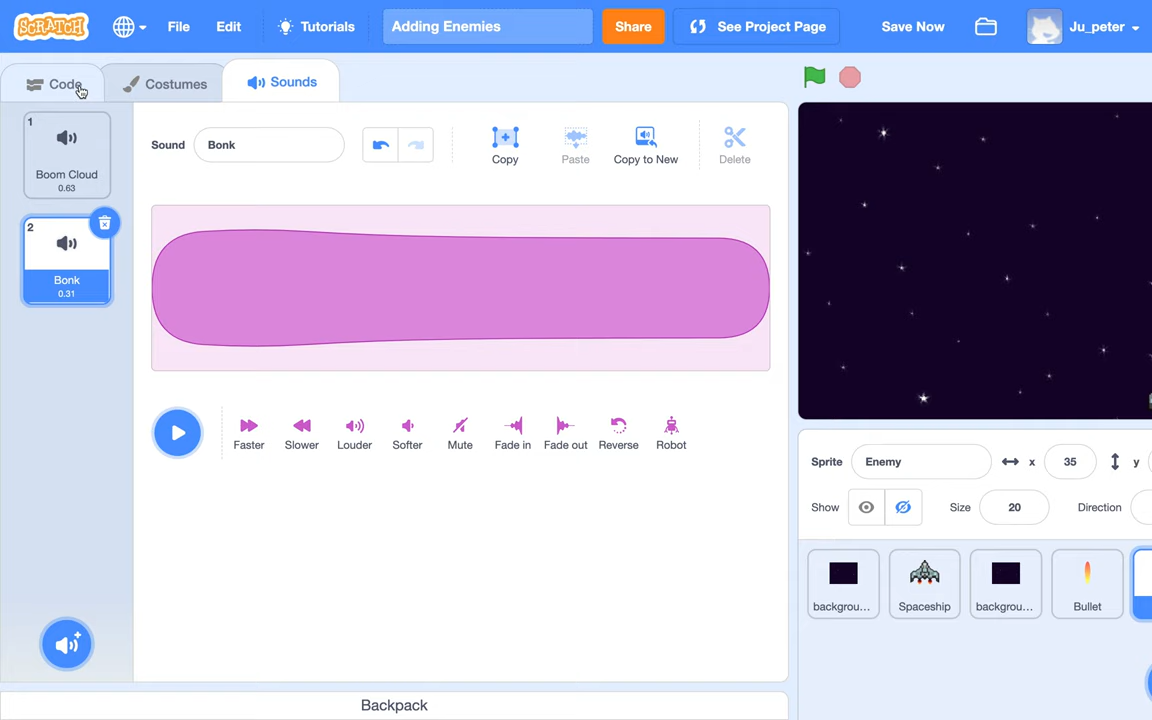 SCRATCH File Edit Tutorials Adding Enemies Share See Project Page Save Now Ju_peter
Code Costumes Sounds
1
Boom Cloud
0.63
2
Bonk
0.31
Sound Bonk
Copy Paste Copy to New Delete
Faster Slower Louder Softer Mute Fade in Fade out Reverse Robot
Sprite Enemy x 35 y
Show Size 20 Direction
backgrou... Spaceship backgrou... Bullet
Backpack